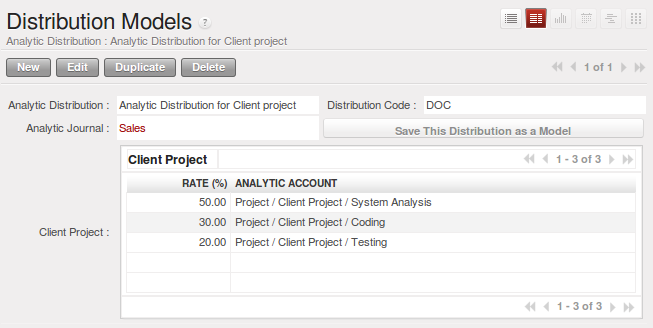 Distribution Models ?
Analytic Distribution : Analytic Distribution for Client project
New Edit Duplicate Delete 1 of 1
Analytic Distribution : Analytic Distribution for Client project Distribution Code : DOC
Analytic Journal : Sales Save This Distribution as a Model
Client Project 1 - 3 of 3
RATE (%) ANALYTIC ACCOUNT
50.00 Project / Client Project / System Analysis
30.00 Project / Client Project / Coding
Client Project : 20.00 Project / Client Project / Testing
1 - 3 of 3